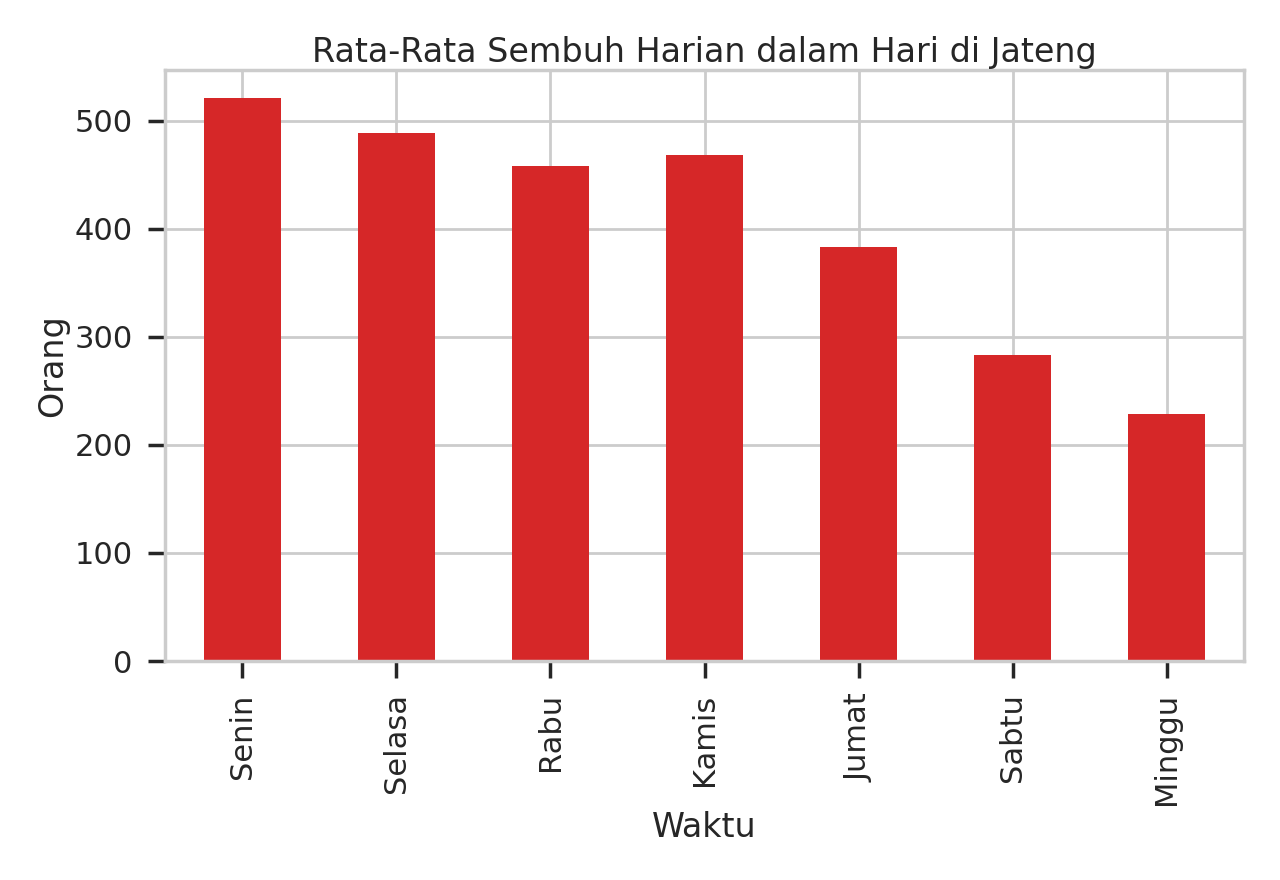 Rata-Rata Sembuh Harian dalam Hari di Jateng
Orang
500
400
300
200
100
0
Senin
Selasa
Rabu
Kamis
Jumat
Sabtu
Minggu
Waktu